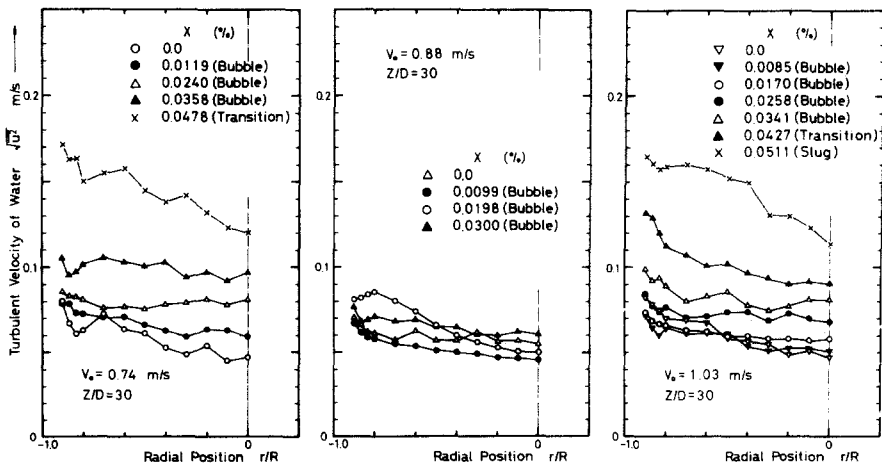 Turbulent Velocity of Water √u² m/s
X (%)
0.0
0.0119 (Bubble)
0.0240 (Bubble)
0.0358 (Bubble)
0.0478 (Transition)
0.2
0.1
0
V₀ = 0.74 m/s
Z/D = 30
-1.0
0
Radial Position r/R
V₀ = 0.88 m/s
Z/D = 30
X (%)
0.0
0.0099 (Bubble)
0.0198 (Bubble)
0.0300 (Bubble)
0.2
0.1
0
-1.0
0
Radial Position r/R
X (%)
0.0
0.0085 (Bubble)
0.0170 (Bubble)
0.0258 (Bubble)
0.0341 (Bubble)
0.0427 (Transition)
0.0511 (Slug)
0.2
0.1
0
V₀ = 1.03 m/s
Z/D = 30
-1.0
0
Radial Position r/R